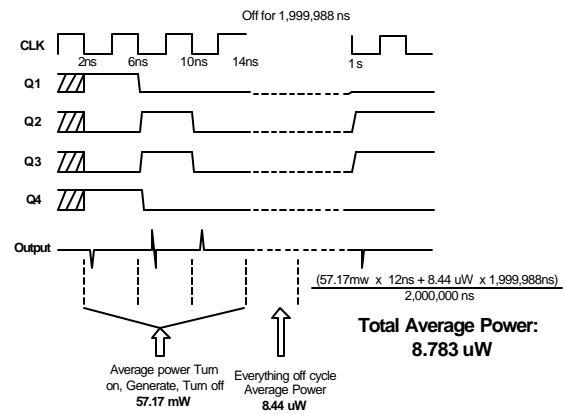 Off for 1,999,988 ns
CLK
2ns 6ns 10ns 14ns 1 s
Q1
Q2
Q3
Q4
Output
(57.17mw x 12ns + 8.44 uW x 1,999,988ns)
2,000,000 ns
Total Average Power:
8.783 uW
Average power Turn
on, Generate, Turn off
57.17 mW
Everything off cycle
Average Power
8.44 uW